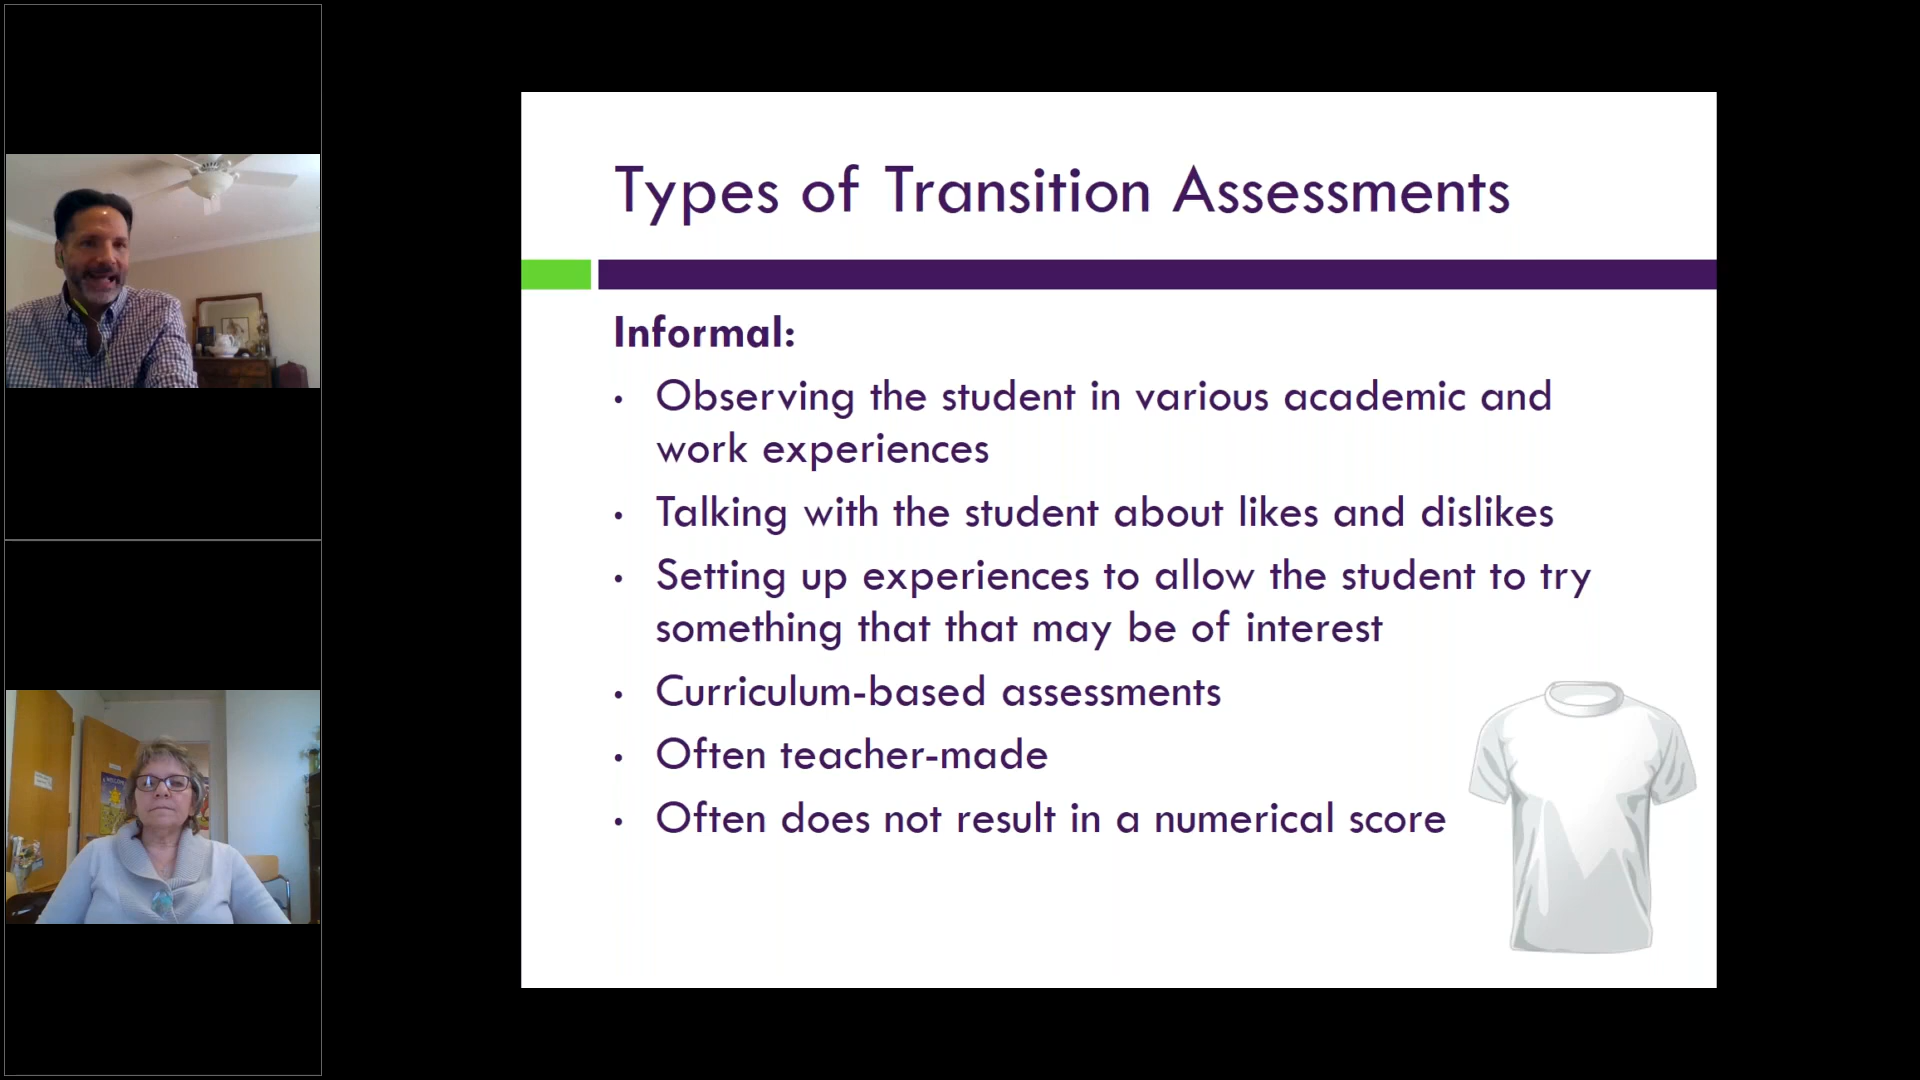 Types of Transition Assessments
Informal:
• Observing the student in various academic and
work experiences
• Talking with the student about likes and dislikes
• Setting up experiences to allow the student to try
something that that may be of interest
• Curriculum-based assessments
• Often teacher-made
• Often does not result in a numerical score